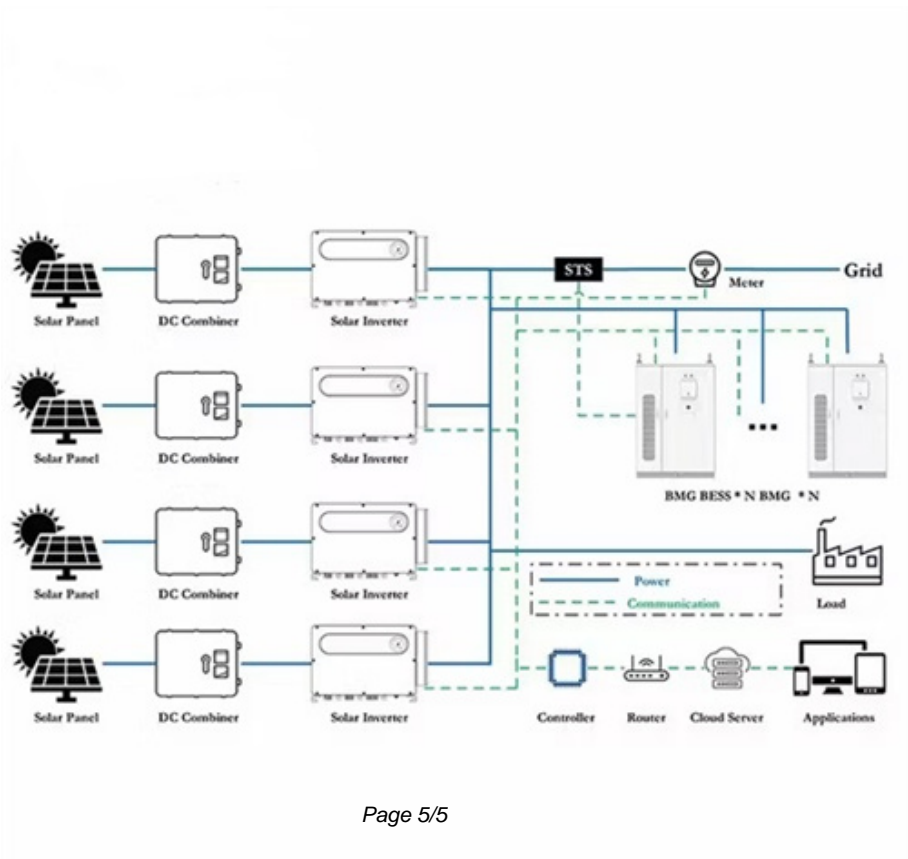 STS
Grid
Meter
Solar Panel
DC Combiner
Solar Inverter
Solar Panel
DC Combiner
Solar Inverter
BMG BESS * N BMG * N
Solar Panel
DC Combiner
Solar Inverter
Power
Communication
Load
Solar Panel
DC Combiner
Solar Inverter
Controller
Router
Cloud Server
Applications
Page 5/5